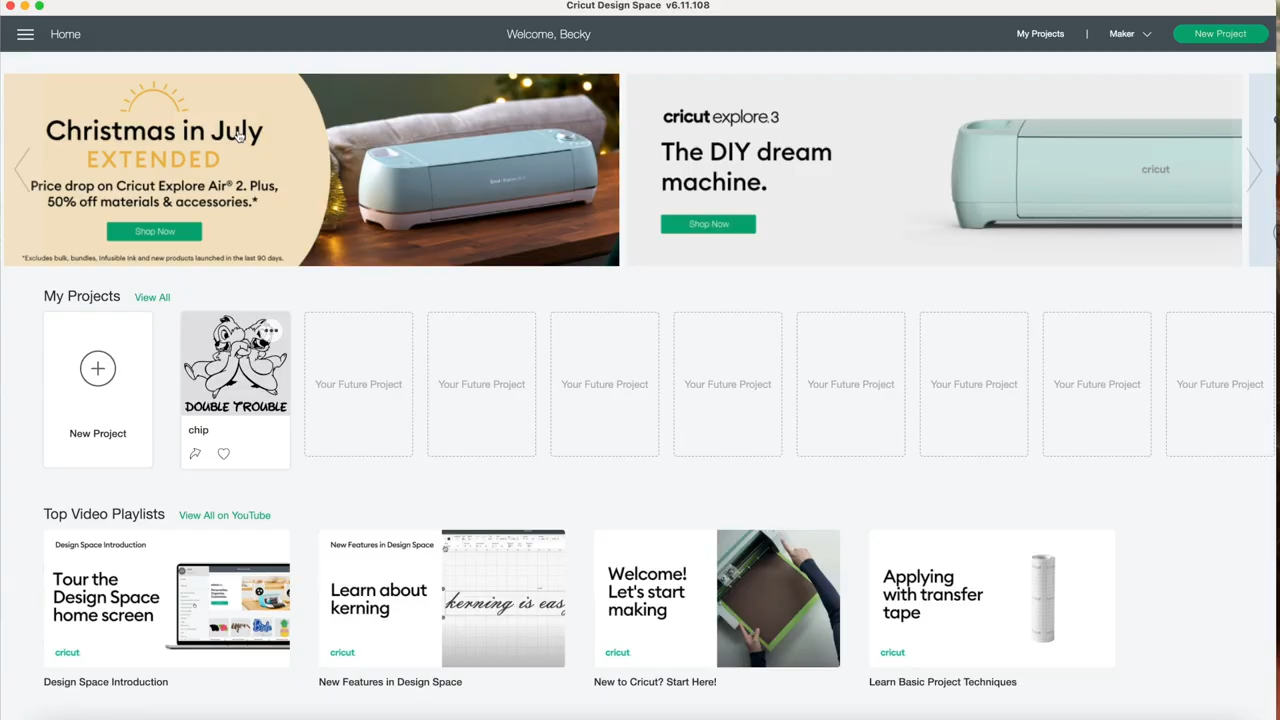 Cricut Design Space v6.11.108
Home
Welcome, Becky
My Projects | Maker
New Project
Christmas in July
EXTENDED
Price drop on Cricut Explore Air® 2. Plus,
50% off materials & accessories.*
Shop Now
*Excludes bulk, bundles, Infusible Ink and new products launched in the last 90 days.
cricut explore 3
The DIY dream
machine.
Shop Now
cricut
My Projects View All
New Project
DOUBLE TROUBLE
chip
Your Future Project
Your Future Project
Your Future Project
Your Future Project
Your Future Project
Your Future Project
Your Future Project
Your Future Project
Top Video Playlists View All on YouTube
Design Space Introduction
Tour the
Design Space
home screen
cricut
Design Space Introduction
New Features in Design Space
Learn about
kerning
cricut
kerning is eas
New Features in Design Space
Welcome!
Let's start
making
cricut
New to Cricut? Start Here!
Applying
with transfer
tape
cricut
Learn Basic Project Techniques